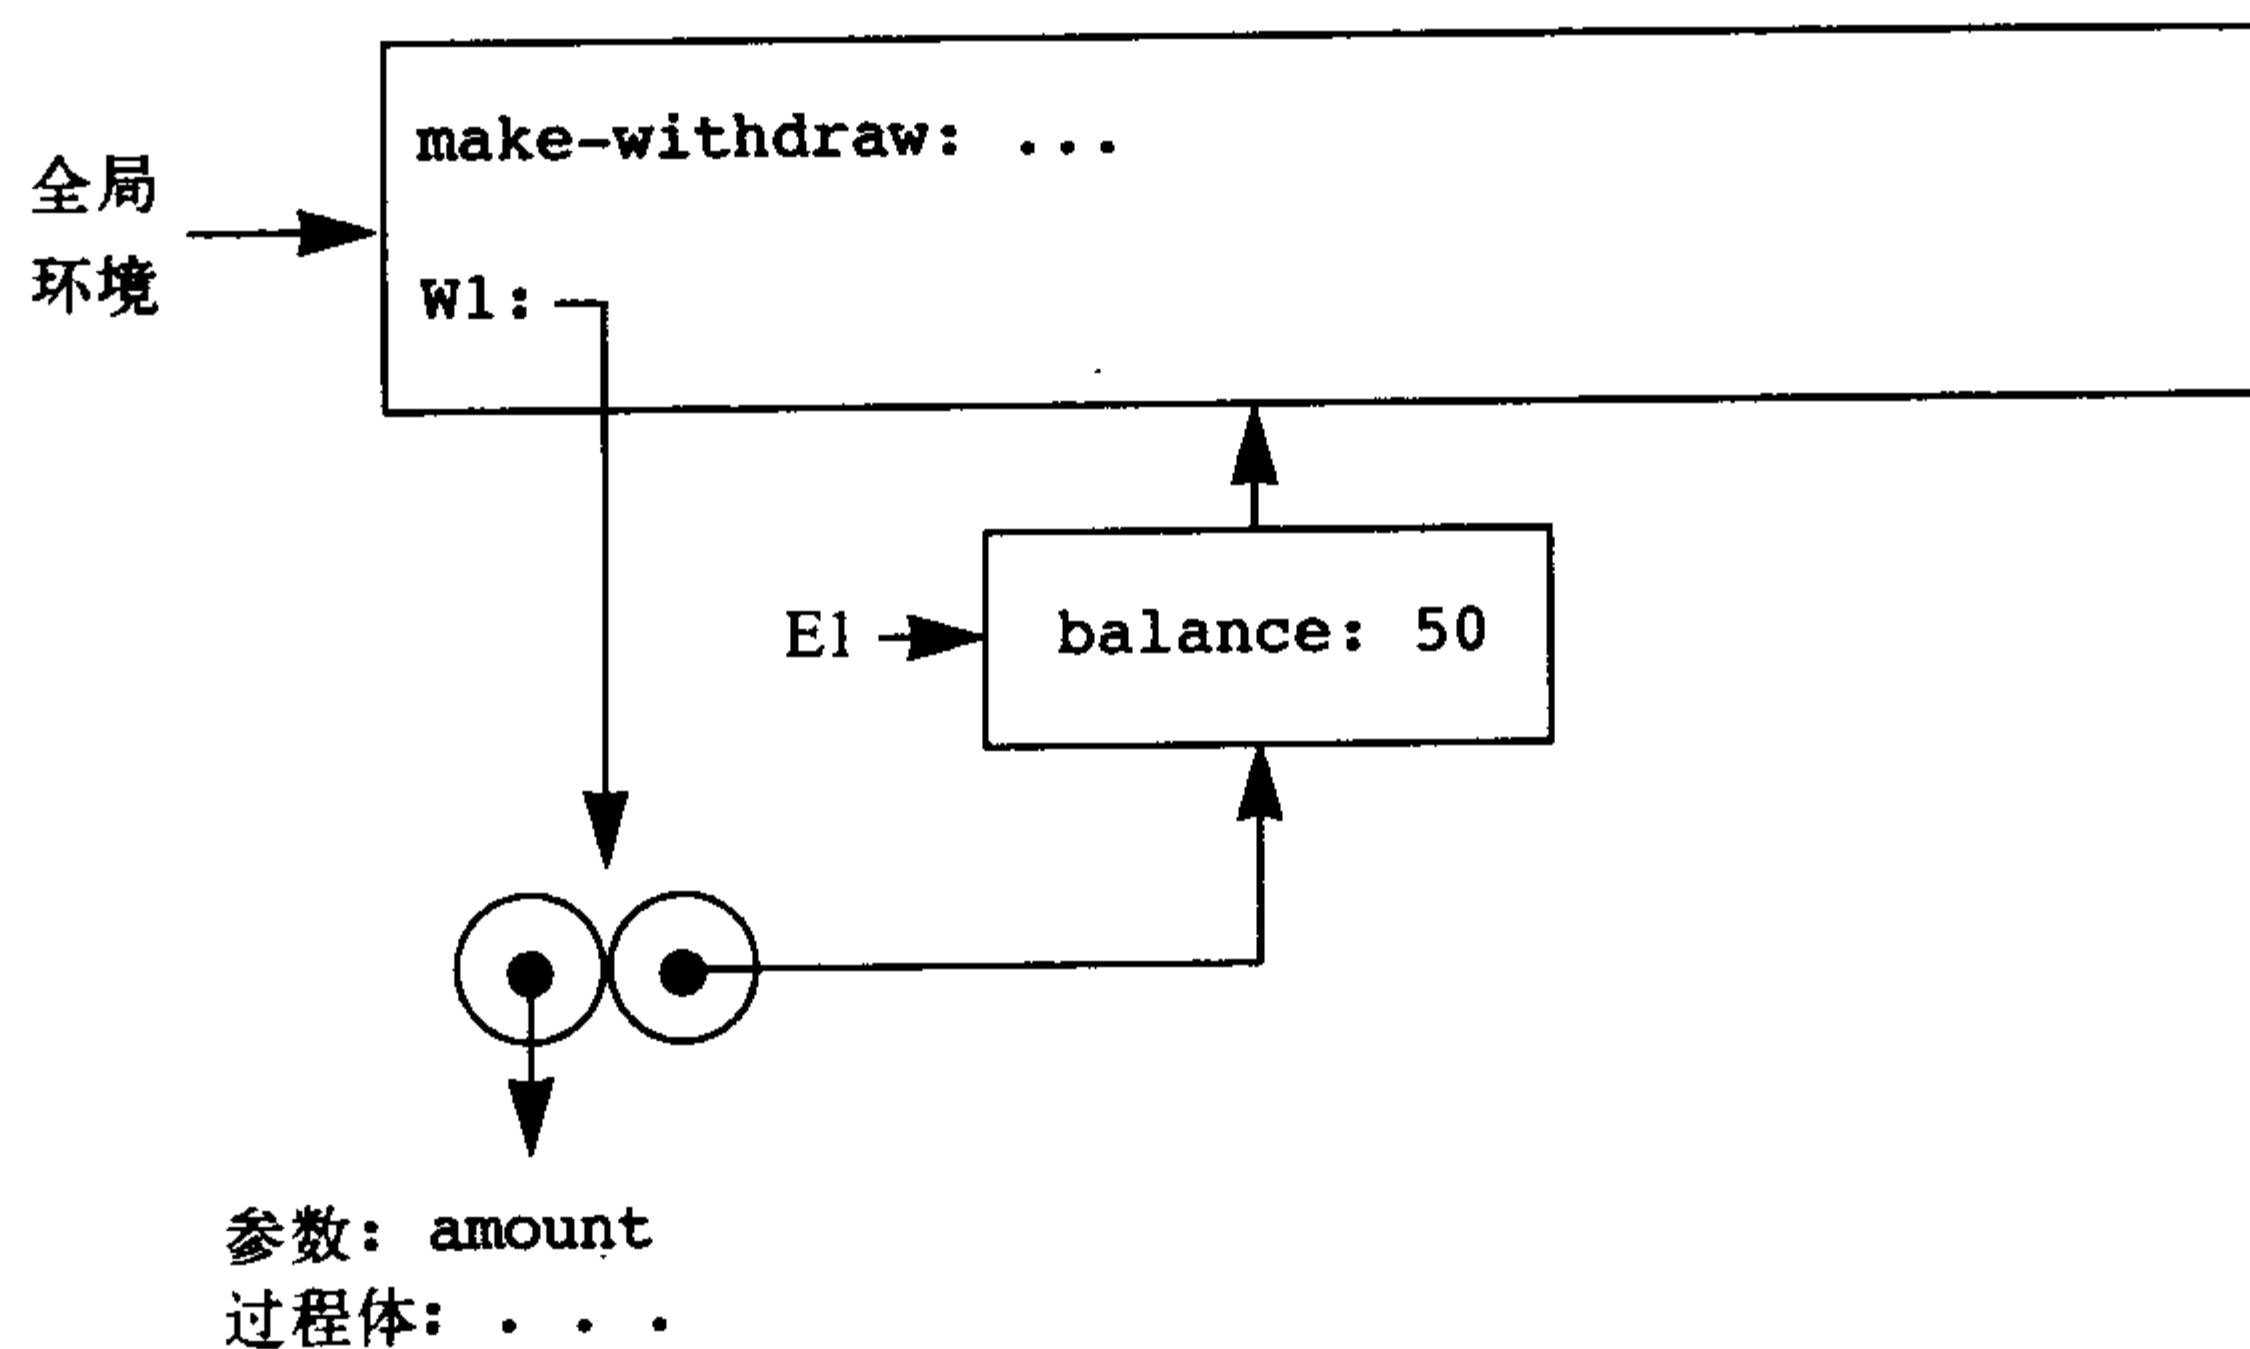 make-withdraw: ...
全局
环境
W1:
E1
balance: 50
参数: amount
过程体: . . .